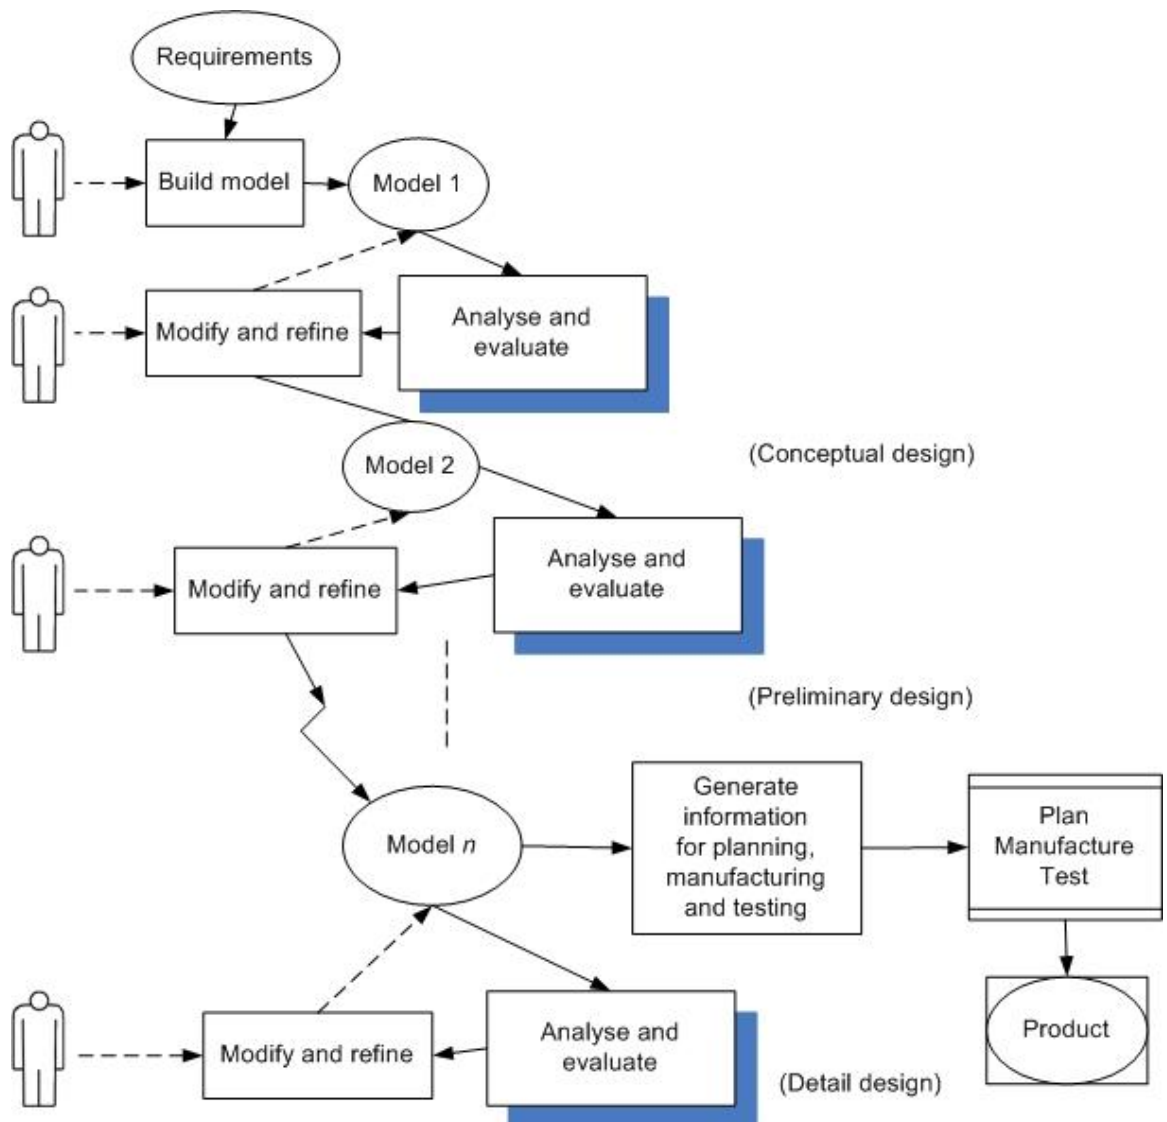 Requirements
Build model
Model 1
Modify and refine
Analyse and
evaluate
(Conceptual design)
Model 2
Modify and refine
Analyse and
evaluate
(Preliminary design)
Model n
Generate
information
for planning,
manufacturing
and testing
Plan
Manufacture
Test
Modify and refine
Analyse and
evaluate
Product
(Detail design)